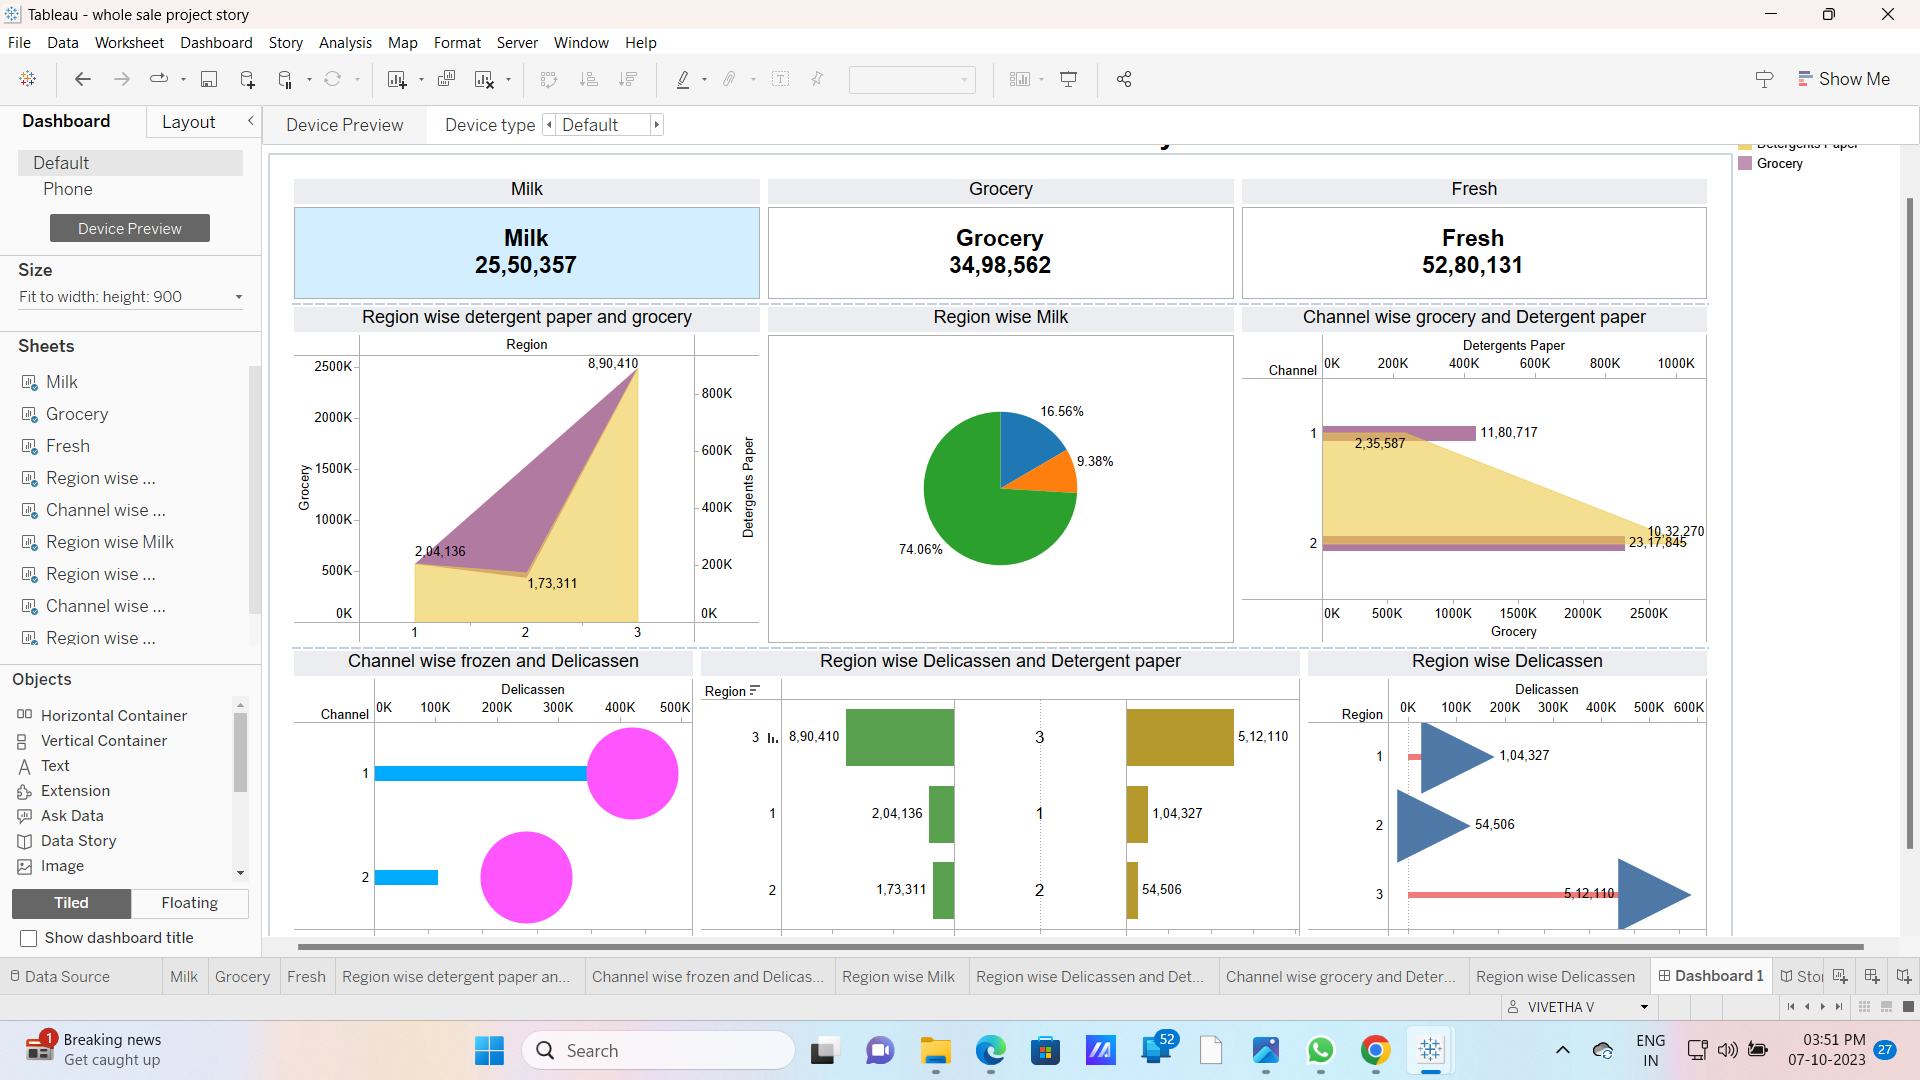 Tableau - whole sale project story
File Data Worksheet Dashboard Story Analysis Map Format Server Window Help
Show Me
Dashboard Layout
Device Preview Device type Default
Default
Phone
Device Preview
Size
Fit to width: height: 900
Sheets
Milk
Grocery
Fresh
Region wise ...
Channel wise ...
Region wise Milk
Region wise ...
Channel wise ...
Region wise ...
Objects
Horizontal Container
Vertical Container
Text
Extension
Ask Data
Data Story
Image
Tiled Floating
Show dashboard title
Grocery
Milk Grocery Fresh
Milk
25,50,357
Grocery
34,98,562
Fresh
52,80,131
Region wise detergent paper and grocery
Region
2500K
2000K
1500K
1000K
500K
0K
Grocery
8,90,410
2,04,136
1,73,311
800K
600K
400K
200K
0K
Detergents Paper
1 2 3
Region wise Milk
16.56%
9.38%
74.06%
Channel wise grocery and Detergent paper
Detergents Paper
Channel 0K 200K 400K 600K 800K 1000K
1 11,80,717
2,35,587
10,32,270
2 23,17,845
0K 500K 1000K 1500K 2000K 2500K
Grocery
Channel wise frozen and Delicassen
Delicassen
Channel 0K 100K 200K 300K 400K 500K
1
2
Region wise Delicassen and Detergent paper
Region
3 8,90,410 3 5,12,110
1 2,04,136 1 1,04,327
2 1,73,311 2 54,506
Region wise Delicassen
Delicassen
Region 0K 100K 200K 300K 400K 500K 600K
1 1,04,327
2 54,506
3 5,12,110
Data Source Milk Grocery Fresh Region wise detergent paper an... Channel wise frozen and Delicas... Region wise Milk Region wise Delicassen and Det... Channel wise grocery and Deter... Region wise Delicassen Dashboard 1 Stor
VIVETHA V
1 Breaking news
Get caught up
Search
52
ENG
IN
03:51 PM
07-10-2023
27